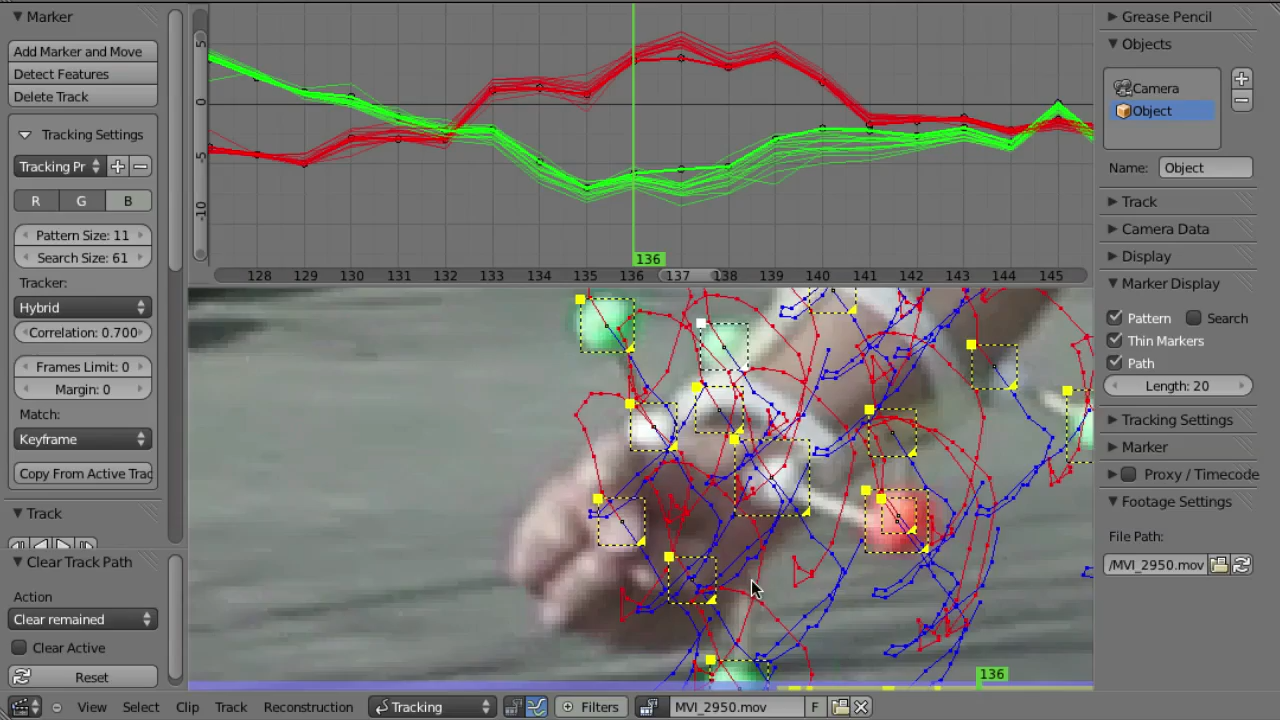 Marker
Add Marker and Move
Detect Features
Delete Track
Tracking Settings
Tracking Pr
R G B
Pattern Size: 11
Search Size: 61
Tracker:
Hybrid
Correlation: 0.700
Frames Limit: 0
Margin: 0
Match:
Keyframe
Copy From Active Trac
Track
Clear Track Path
Action
Clear remained
Clear Active
Reset
5
0
-5
-10
136
128 129 130 131 132 133 134 135 136 137 138 139 140 141 142 143 144 145
136
Grease Pencil
Objects
Camera
Object
Name: Object
Track
Camera Data
Display
Marker Display
Pattern Search
Thin Markers
Path
Length: 20
Tracking Settings
Marker
Proxy / Timecode
Footage Settings
File Path:
/MVI_2950.mov
View Select Clip Track Reconstruction Tracking Filters MVI_2950.mov F